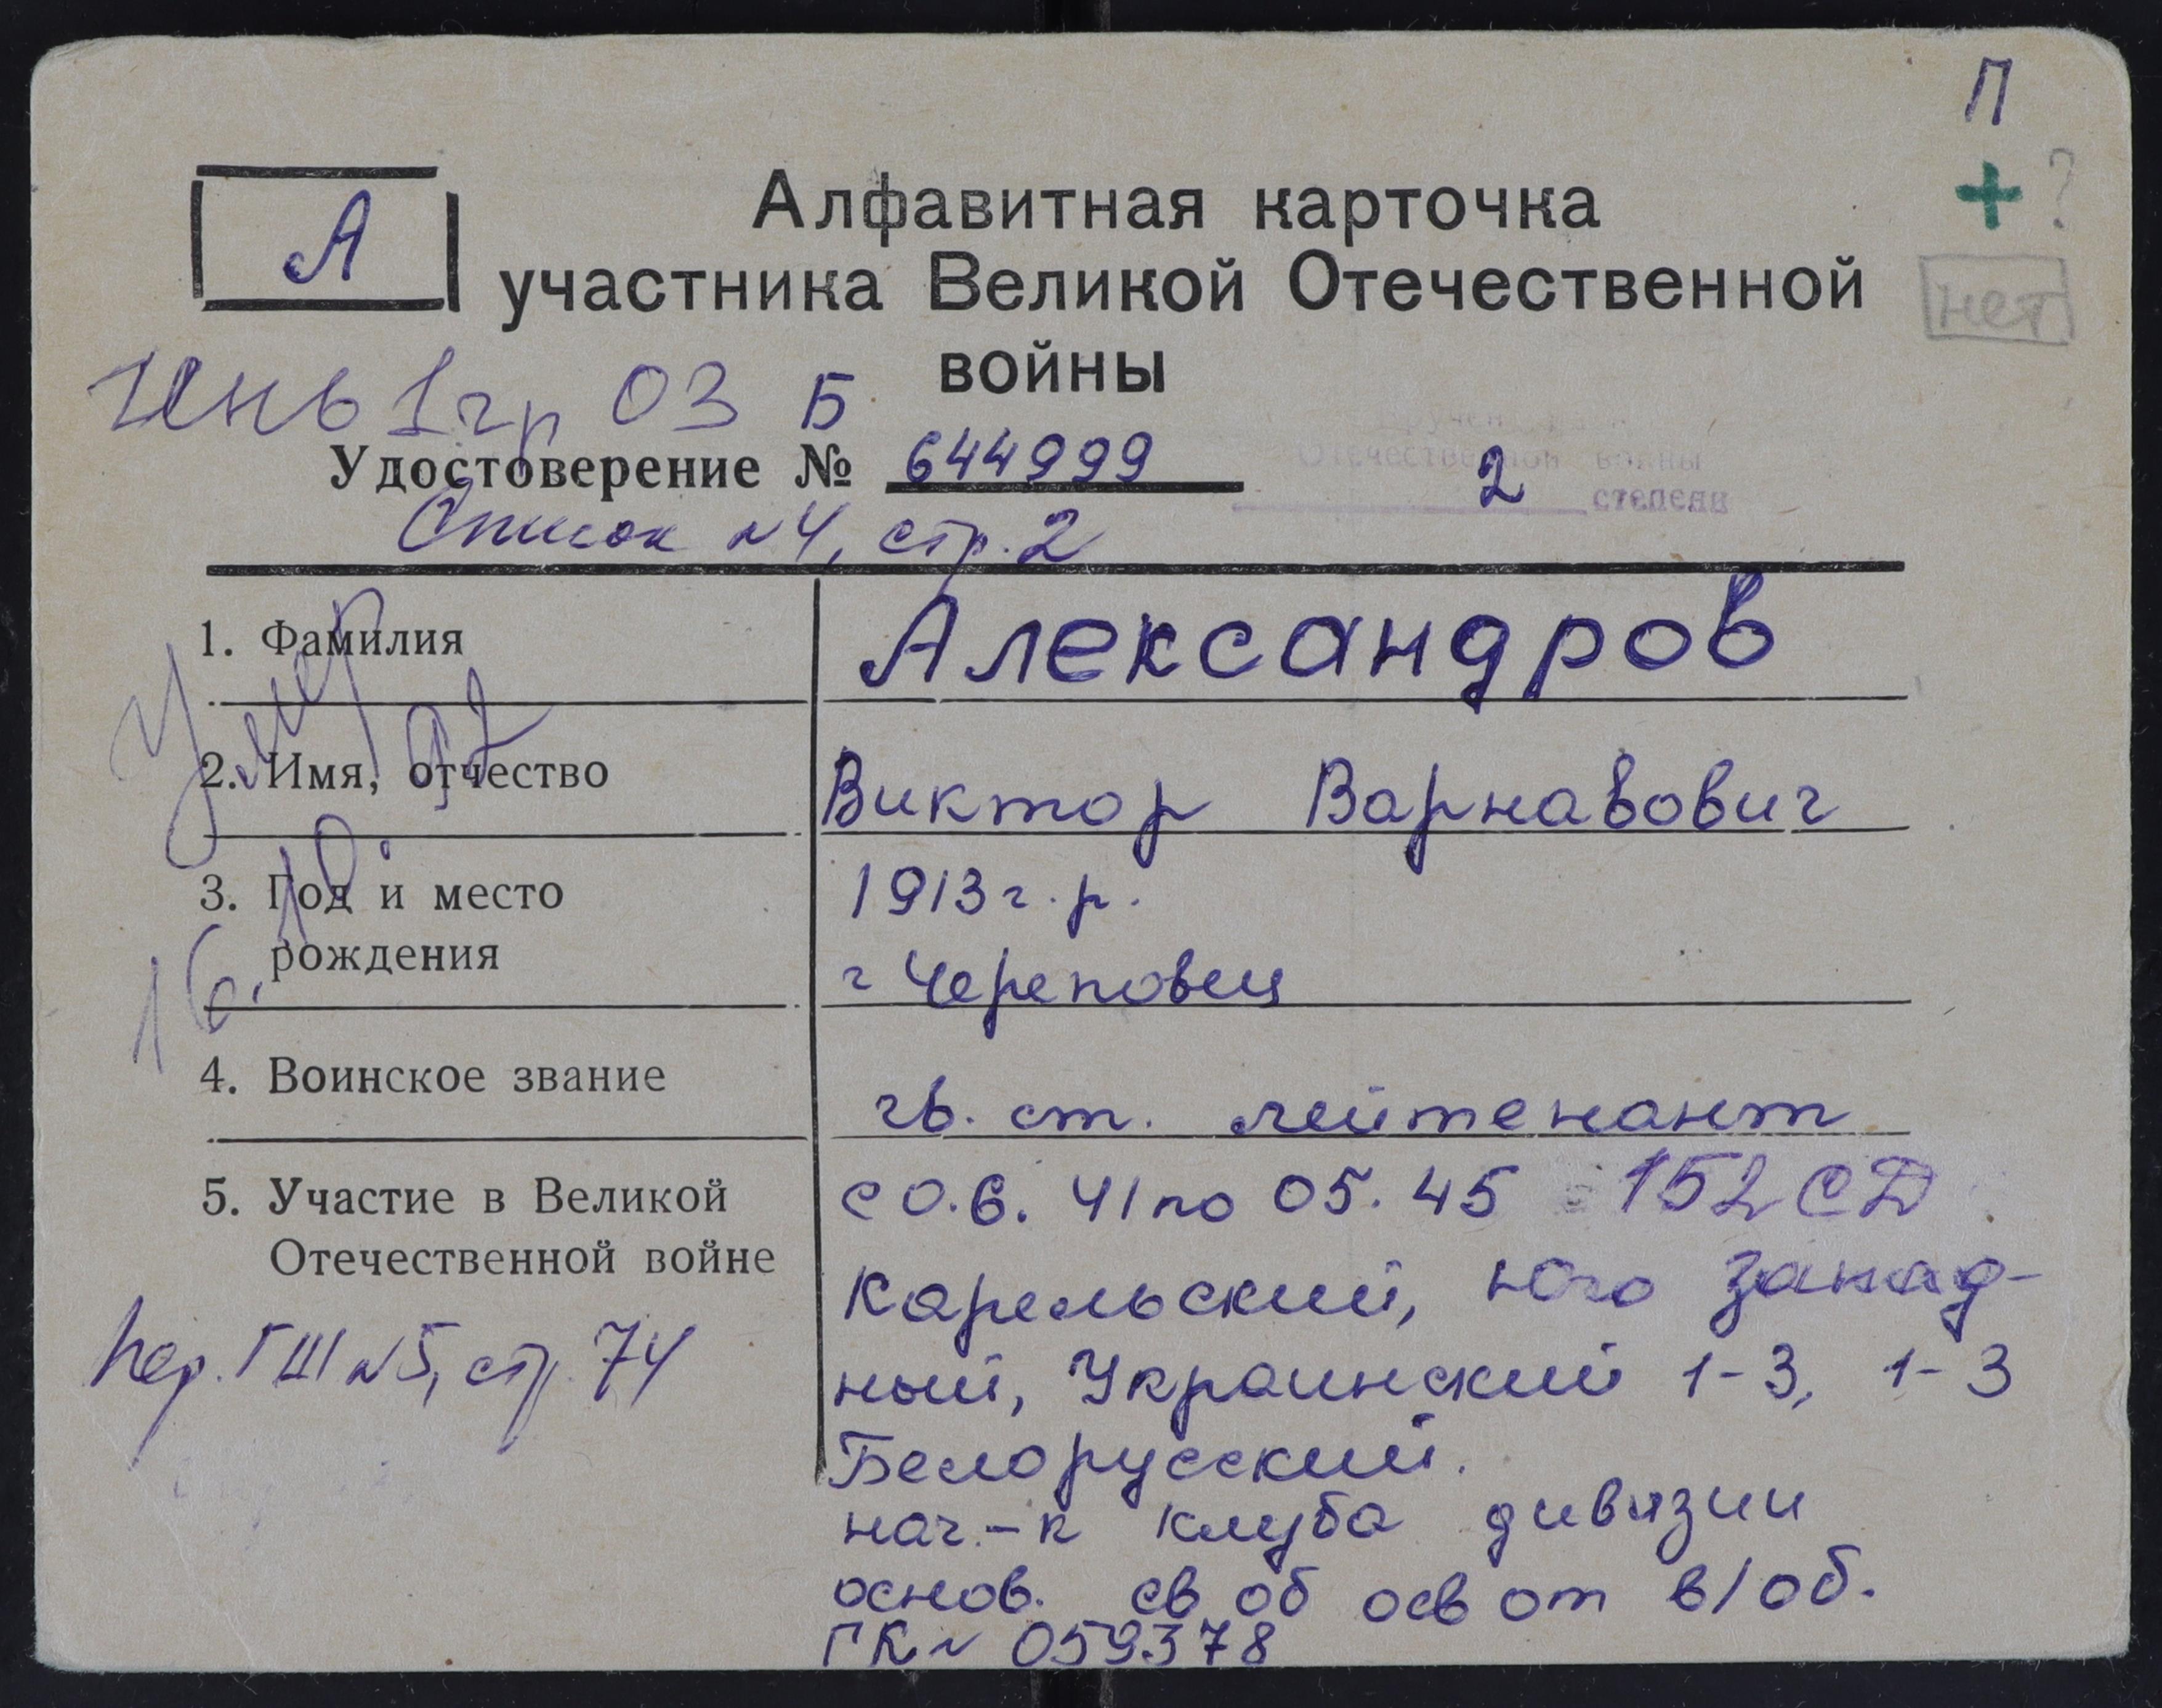 П
+ ?
А
Алфавитная карточка
участника Великой Отечественной
войны
нет
Инв 1гр 03 Б
Удостоверение № 644999
Отечественной войны
2 степени
Список №4, стр. 2
1. Фамилия Александров
2. Имя, отчество Виктор Варнавович
3. Год и место 1913 г. р.
рождения г Череповец
Умер
16. 10. 97
4. Воинское звание гв. ст. лейтенант
5. Участие в Великой с 0.6. 41 по 05. 45 152 СД
Отечественной войне Карельский, юго запад-
Пер. ГШ №5, стр. 74 ный, Украинский 1-3, 1-3
Белорусский.
нач.-к клуба дивизии
основ. св об осв от в/об.
ГК № 059378